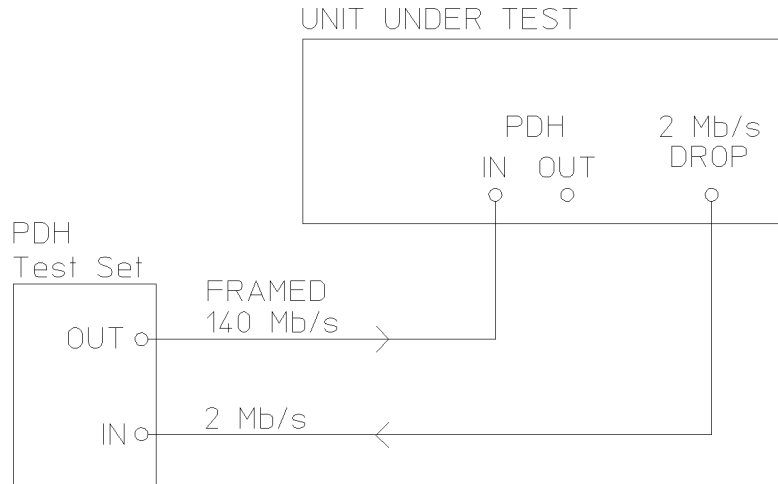 UNIT UNDER TEST
PDH
IN OUT
2 Mb/s
DROP
PDH
Test Set
OUT
IN
FRAMED
140 Mb/s
2 Mb/s